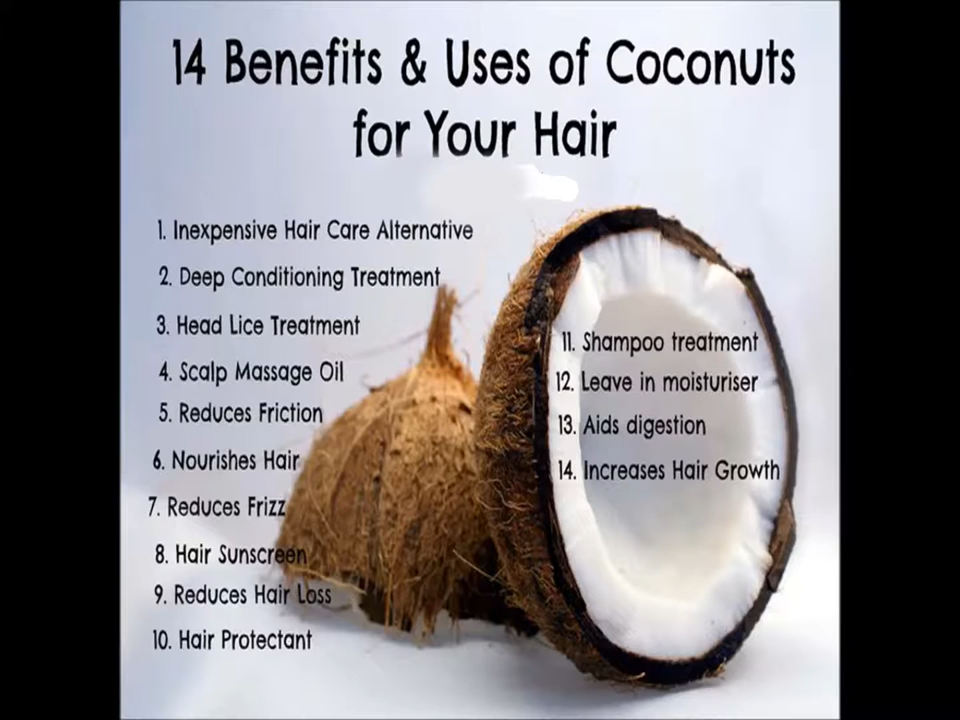 14 Benefits & Uses of Coconuts
for Your Hair
1. Inexpensive Hair Care Alternative
2. Deep Conditioning Treatment
3. Head Lice Treatment
4. Scalp Massage Oil
5. Reduces Friction
6. Nourishes Hair
7. Reduces Frizz
8. Hair Sunscreen
9. Reduces Hair Loss
10. Hair Protectant
11. Shampoo treatment
12. Leave in moisturiser
13. Aids digestion
14. Increases Hair Growth